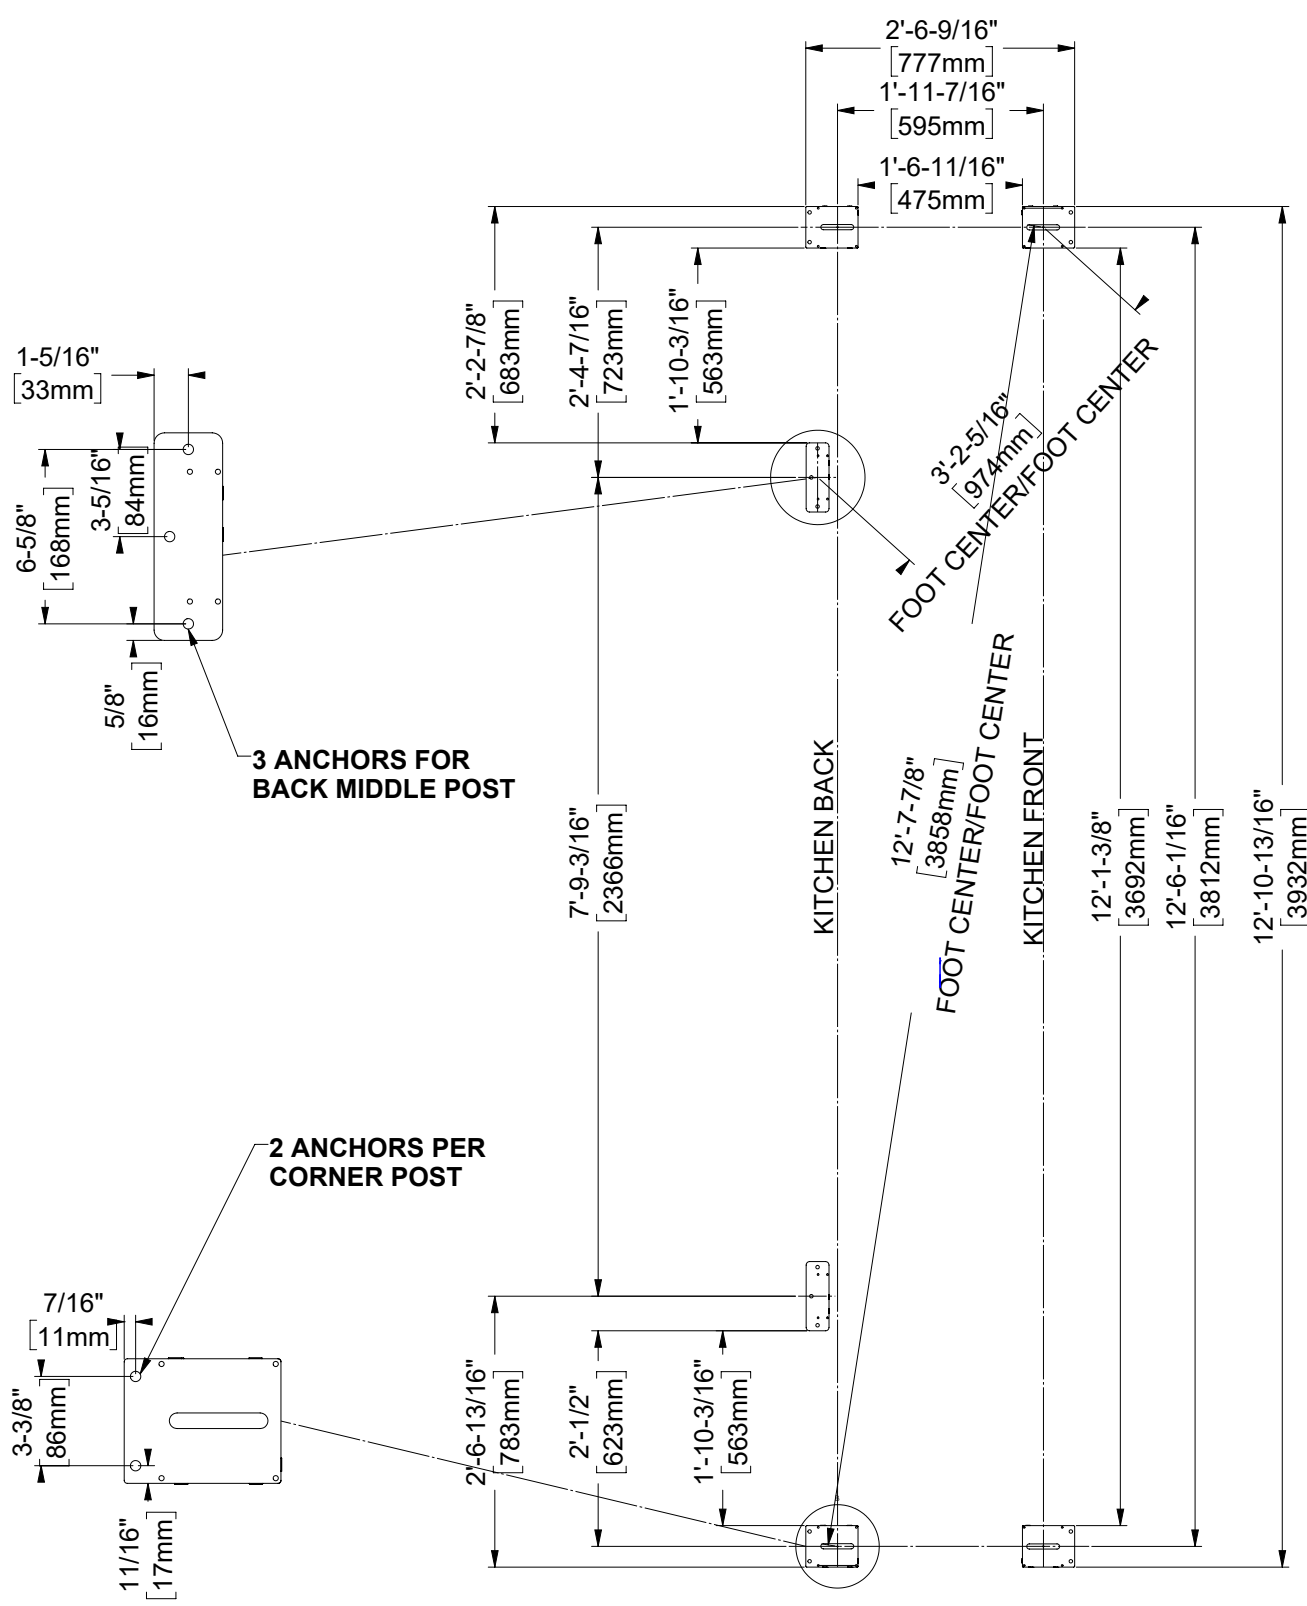 2'-6-9/16"
[777mm]
1'-11-7/16"
[595mm]
1'-6-11/16"
[475mm]
2'-2-7/8"
[683mm]
2'-4-7/16"
[723mm]
1'-10-3/16"
[563mm]
1-5/16"
[33mm]
3-5/16"
[84mm]
6-5/8"
[168mm]
5/8"
[16mm]
3'-2-5/16"
[974mm]
FOOT CENTER/FOOT CENTER
3 ANCHORS FOR
BACK MIDDLE POST
7'-9-3/16"
[2366mm]
KITCHEN BACK
12'-7-7/8"
[3858mm]
FOOT CENTER/FOOT CENTER
KITCHEN FRONT
12'-1-3/8"
[3692mm]
12'-6-1/16"
[3812mm]
12'-10-13/16"
[3932mm]
2 ANCHORS PER
CORNER POST
7/16"
[11mm]
3-3/8"
[86mm]
11/16"
[17mm]
2'-6-13/16"
[783mm]
2'-1/2"
[623mm]
1'-10-3/16"
[563mm]